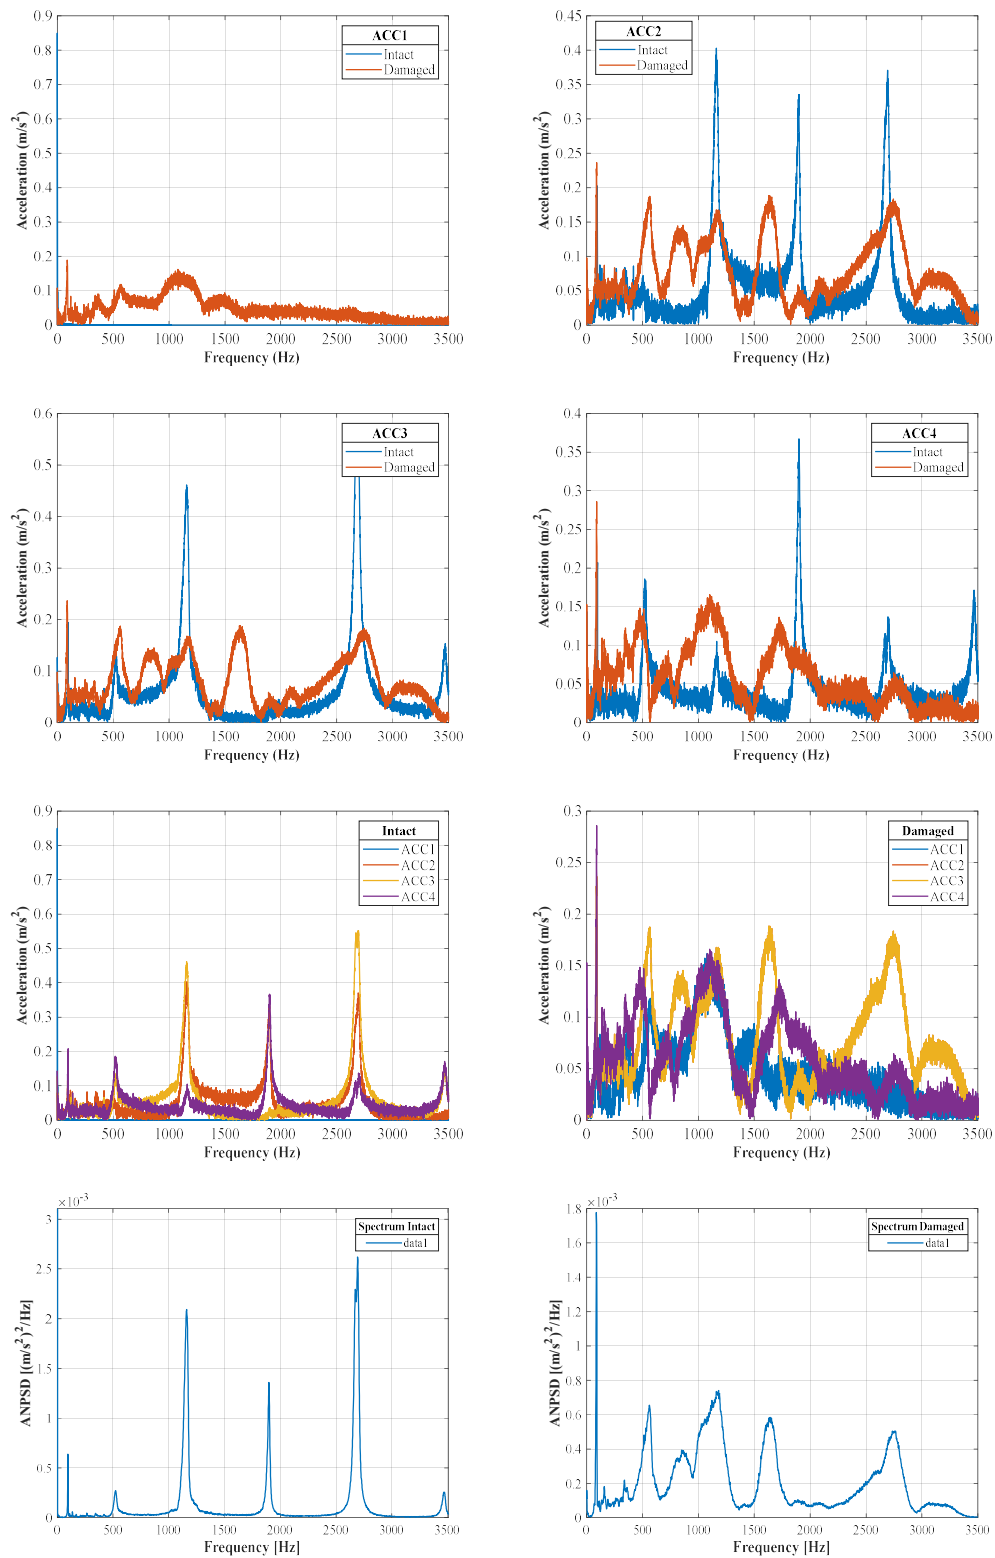 0.9
0.8
0.7
0.6
0.5
0.4
0.3
0.2
0.1
0
Acceleration (m/s²)
ACC1
Intact
Damaged
0 500 1000 1500 2000 2500 3000 3500
Frequency (Hz)
0.45
0.4
0.35
0.3
0.25
0.2
0.15
0.1
0.05
0
Acceleration (m/s²)
ACC2
Intact
Damaged
0 500 1000 1500 2000 2500 3000 3500
Frequency (Hz)
0.6
0.5
0.4
0.3
0.2
0.1
0
Acceleration (m/s²)
ACC3
Intact
Damaged
0 500 1000 1500 2000 2500 3000 3500
Frequency (Hz)
0.4
0.35
0.3
0.25
0.2
0.15
0.1
0.05
0
Acceleration (m/s²)
ACC4
Intact
Damaged
0 500 1000 1500 2000 2500 3000 3500
Frequency (Hz)
0.9
0.8
0.7
0.6
0.5
0.4
0.3
0.2
0.1
0
Acceleration (m/s²)
Intact
ACC1
ACC2
ACC3
ACC4
0 500 1000 1500 2000 2500 3000 3500
Frequency (Hz)
0.3
0.25
0.2
0.15
0.1
0.05
0
Acceleration (m/s²)
Damaged
ACC1
ACC2
ACC3
ACC4
0 500 1000 1500 2000 2500 3000 3500
Frequency (Hz)
×10⁻³
3
2.5
2
1.5
1
0.5
0
ANPSD [(m/s²)²/Hz]
Spectrum Intact
data1
0 500 1000 1500 2000 2500 3000 3500
Frequency [Hz]
×10⁻³
1.8
1.6
1.4
1.2
1
0.8
0.6
0.4
0.2
0
ANPSD [(m/s²)²/Hz]
Spectrum Damaged
data1
0 500 1000 1500 2000 2500 3000 3500
Frequency [Hz]